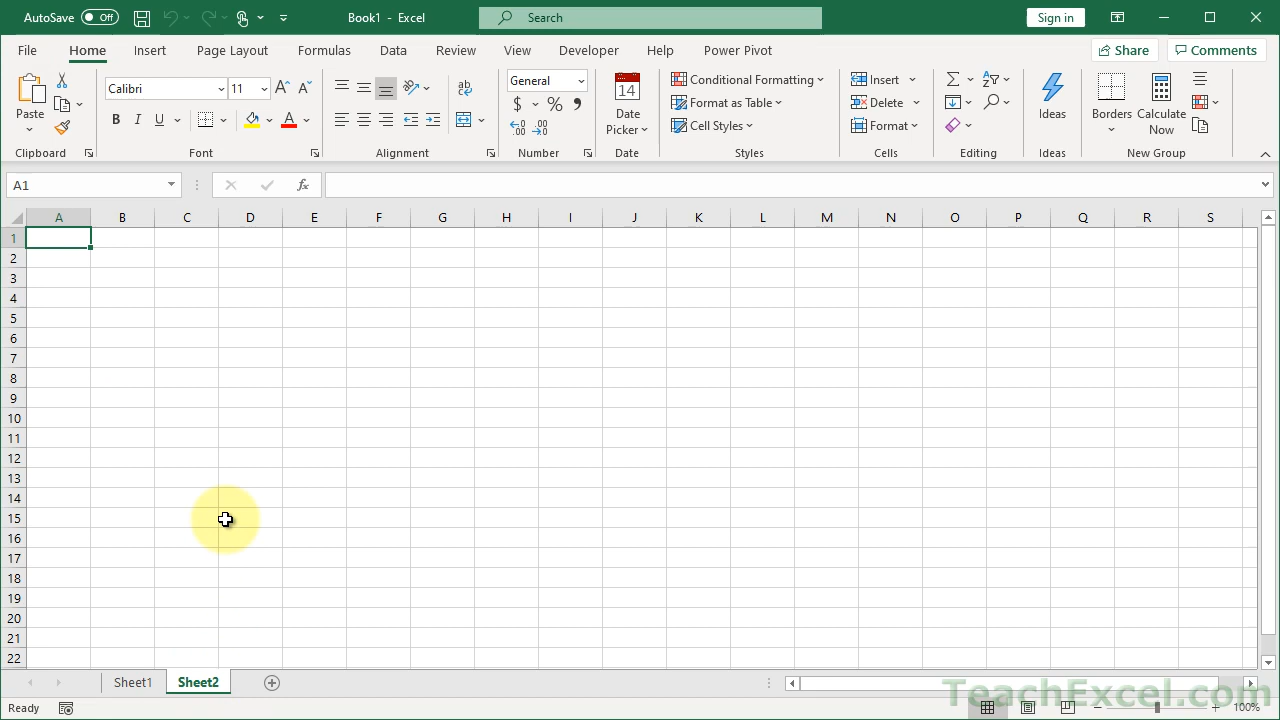 AutoSave Off Book1 - Excel Search Sign in
File Home Insert Page Layout Formulas Data Review View Developer Help Power Pivot Share Comments
Calibri 11 General Conditional Formatting Insert
$ % , Format as Table Delete
Paste Date Picker Ideas Borders Calculate Now
B I U A Cell Styles Format
Clipboard Font Alignment Number Date Styles Cells Editing Ideas New Group
A1 fx
A B C D E F G H I J K L M N O P Q R S
1
2
3
4
5
6
7
8
9
10
11
12
13
14
15
16
17
18
19
20
21
22
Sheet1 Sheet2
TeachExcel.com
Ready 100%